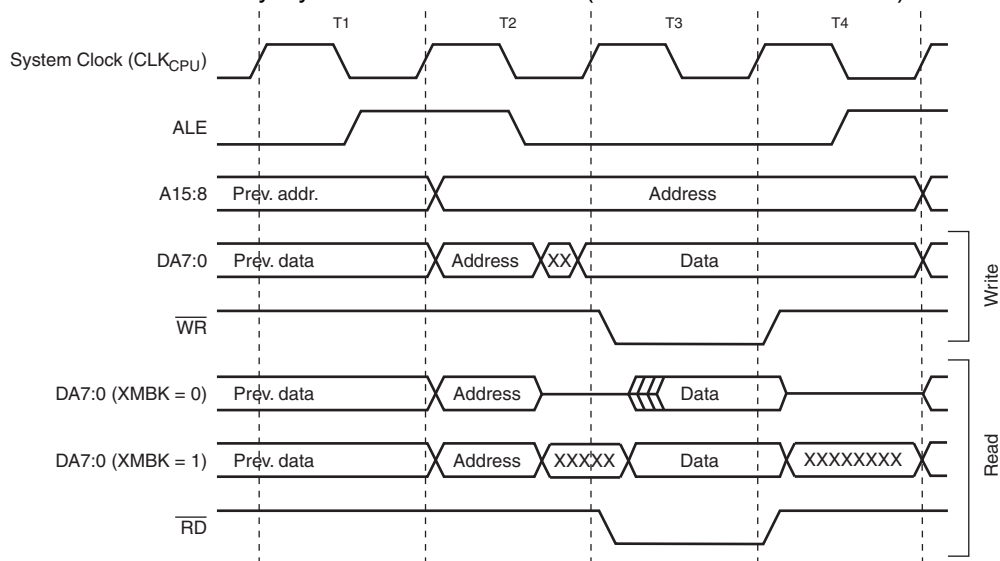 T1 T2 T3 T4
System Clock (CLKCPU)
ALE
A15:8 Prev. addr. Address
DA7:0 Prev. data Address XX Data
WR
Write
DA7:0 (XMBK = 0) Prev. data Address Data
DA7:0 (XMBK = 1) Prev. data Address XXXXX Data XXXXXXXX
RD
Read